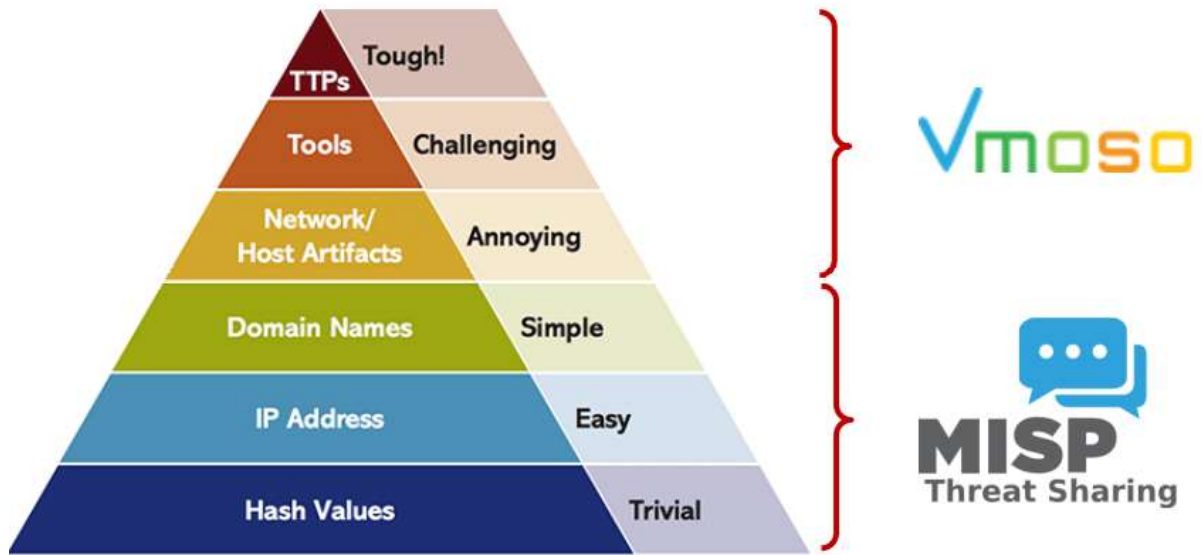 TTPs
Tough!
Tools
Challenging
Network/
Host Artifacts
Annoying
Domain Names
Simple
IP Address
Easy
Hash Values
Trivial
Vmoso
MISP
Threat Sharing